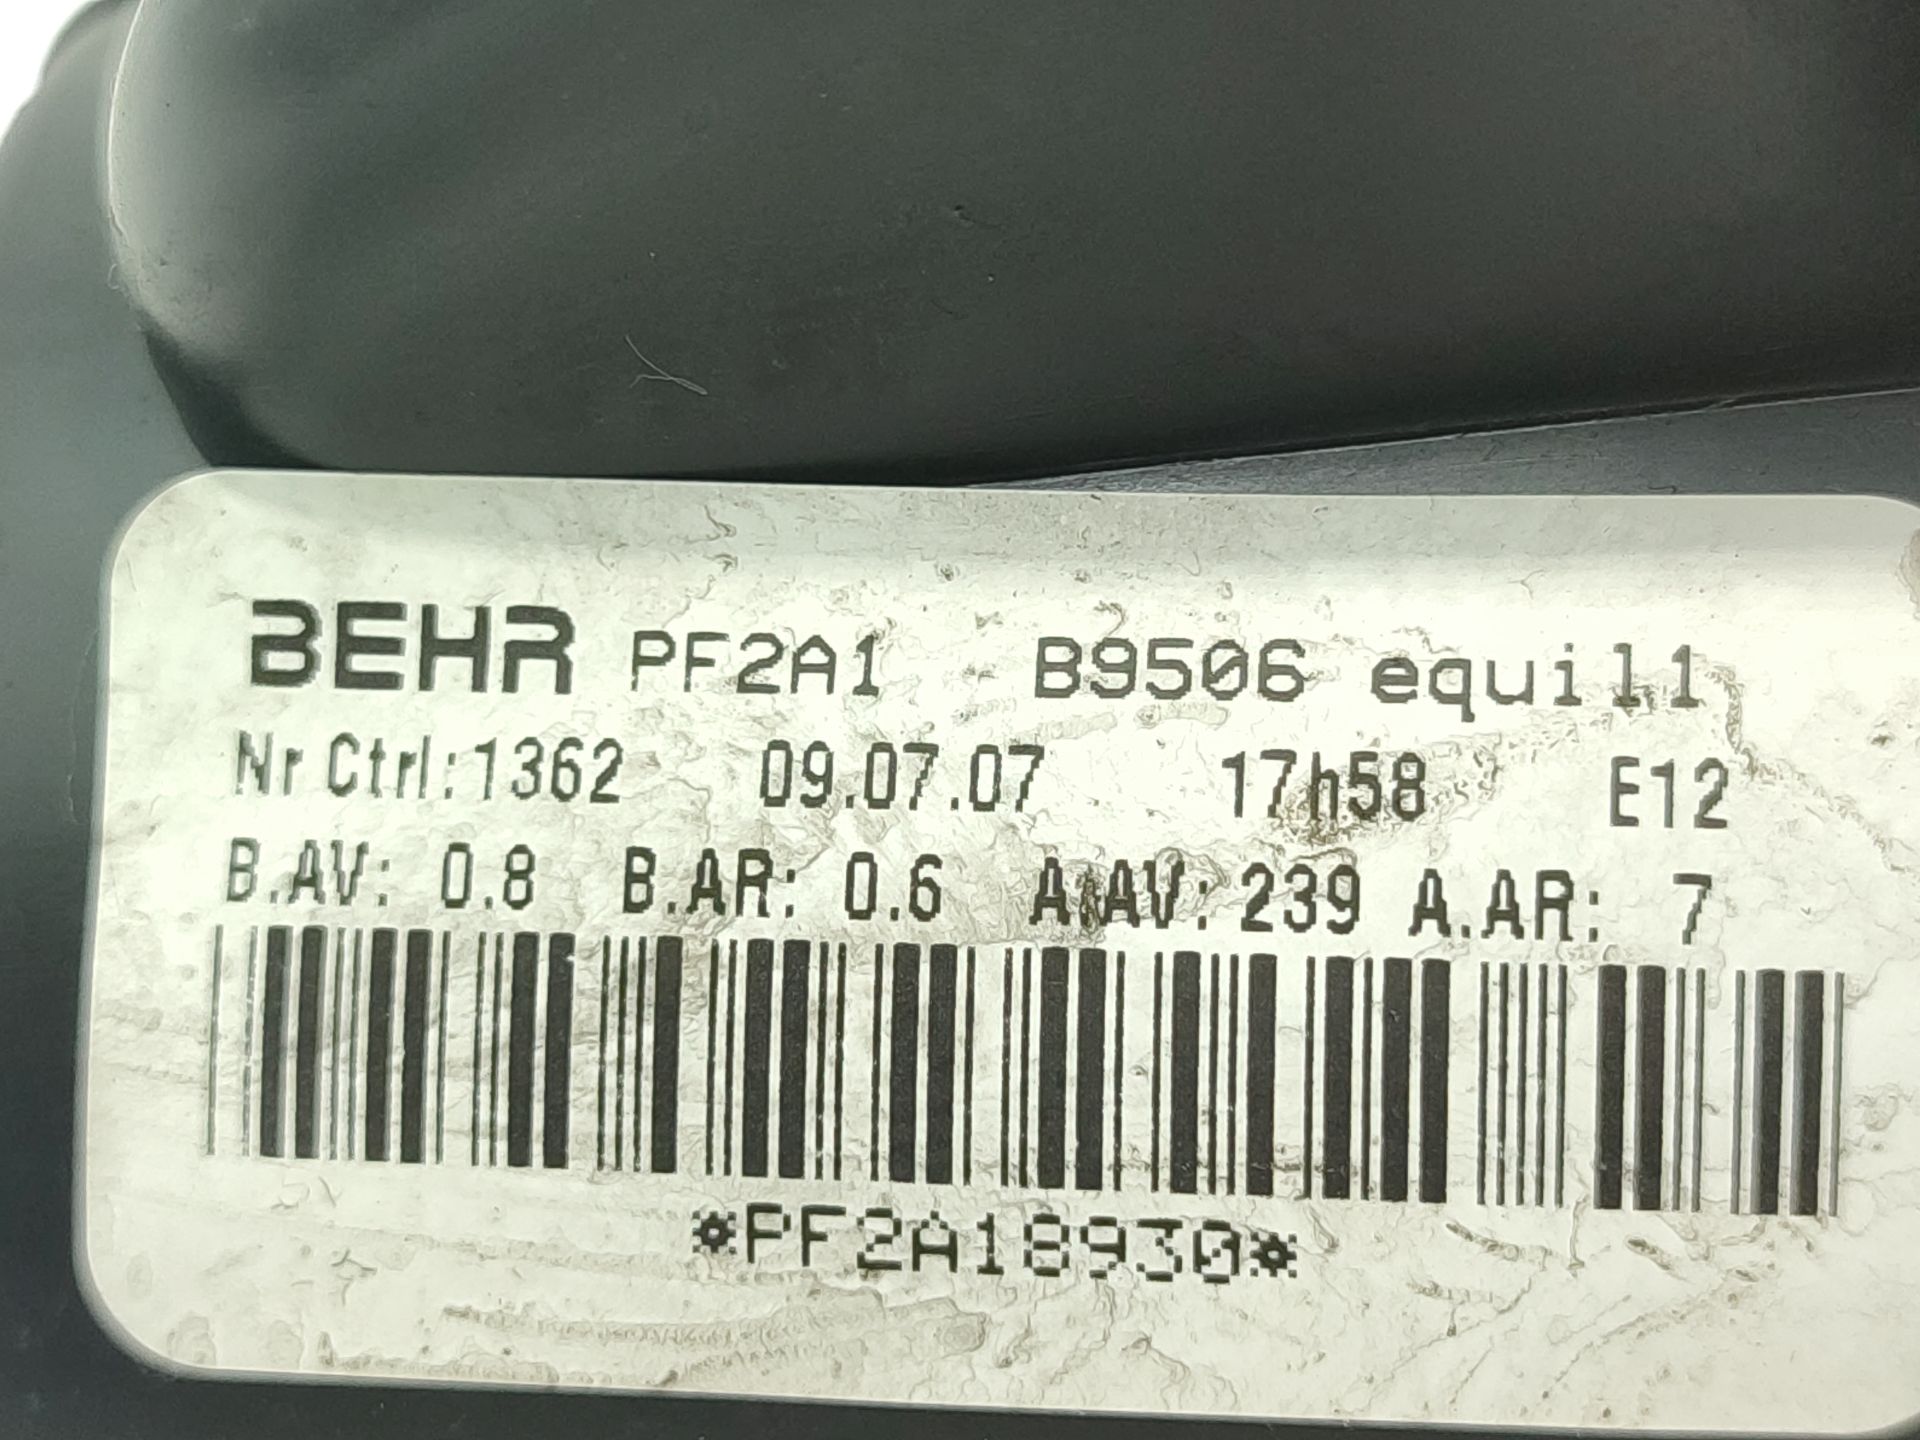 BEHR PF2A1 B9506 equil1
Nr Ctrl:1362 09.07.07 17h58 E12
B.AV: 0.8 B.AR: 0.6 A.AV:239 A.AR: 7
*PF2A18930*